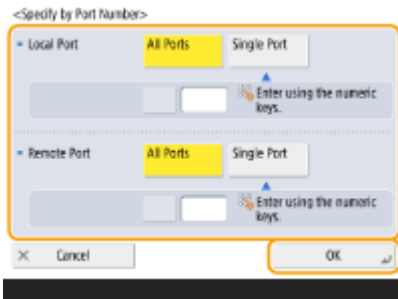 <Specify by Port Number>
Local Port
All Ports
Single Port
Enter using the numeric
keys.
Remote Port
All Ports
Single Port
Enter using the numeric
keys.
× Cancel
OK